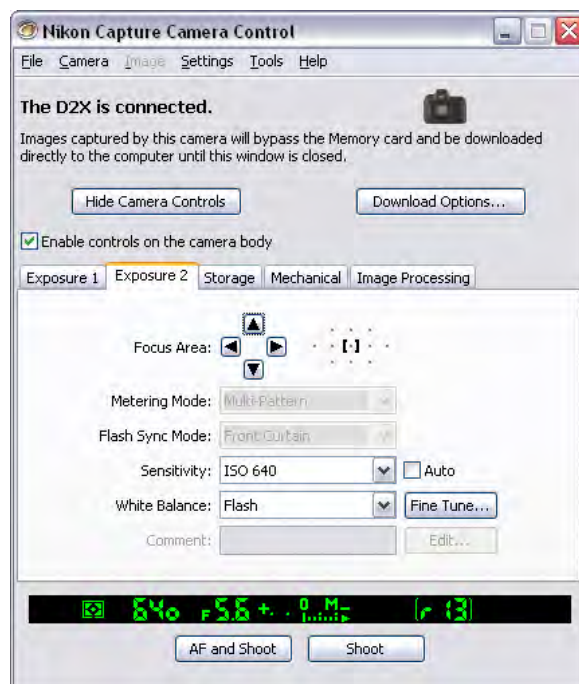 Nikon Capture Camera Control
File Camera Image Settings Tools Help
The D2X is connected.
Images captured by this camera will bypass the Memory card and be downloaded
directly to the computer until this window is closed.
Hide Camera Controls Download Options...
Enable controls on the camera body
Exposure 1 Exposure 2 Storage Mechanical Image Processing
Focus Area:
Metering Mode: Multi-Pattern
Flash Sync Mode: Front Curtain
Sensitivity: ISO 640 Auto
White Balance: Flash Fine Tune...
Comment: Edit...
640 F5.6 +. . 0 M - (r 13)
AF and Shoot Shoot